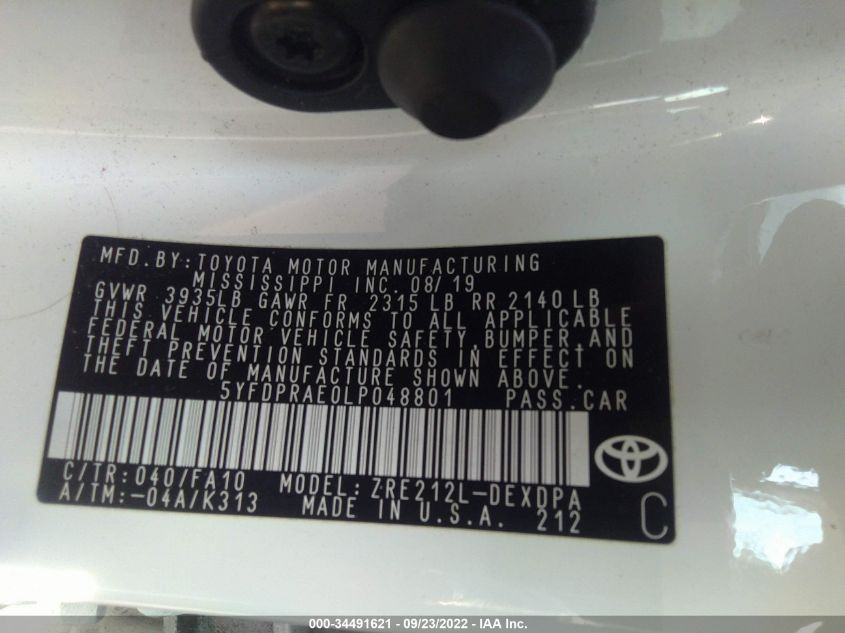 MFD.BY:TOYOTA MOTOR MANUFACTURING
MISSISSIPPI INC. 08/19
GVWR 3935LB GAWR FR 2315 LB RR 2140 LB
THIS VEHICLE CONFORMS TO ALL APPLICABLE
FEDERAL MOTOR VEHICLE SAFETY,BUMPER,AND
THEFT PREVENTION STANDARDS IN EFFECT ON
THE DATE OF MANUFACTURE SHOWN ABOVE.
5YFDPRAE0LP048801 PASS.CAR
C/TR:040/FA10 MODEL:ZRE212L-DEXDPA
A/TM:-04A/K313 MADE IN U.S.A. 212 C
000-34491621 - 09/23/2022 - IAA Inc.